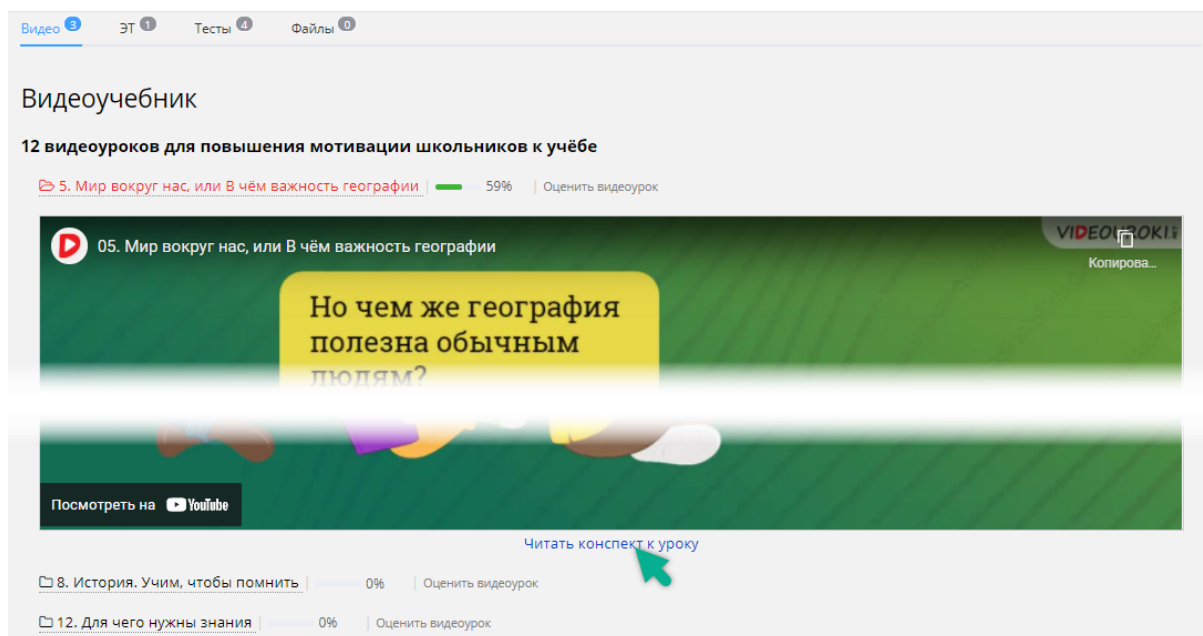 Видео 3 ЭТ 1 Тесты 4 Файлы 0
Видеоучебник
12 видеоуроков для повышения мотивации школьников к учёбе
5. Мир вокруг нас, или В чём важность географии | 59% | Оценить видеоурок
05. Мир вокруг нас, или В чём важность географии
VIDEOUROKI
Копирова...
Но чем же география
полезна обычным
людям?
Посмотреть на YouTube
Читать конспект к уроку
8. История. Учим, чтобы помнить | 0% | Оценить видеоурок
12. Для чего нужны знания | 0% | Оценить видеоурок